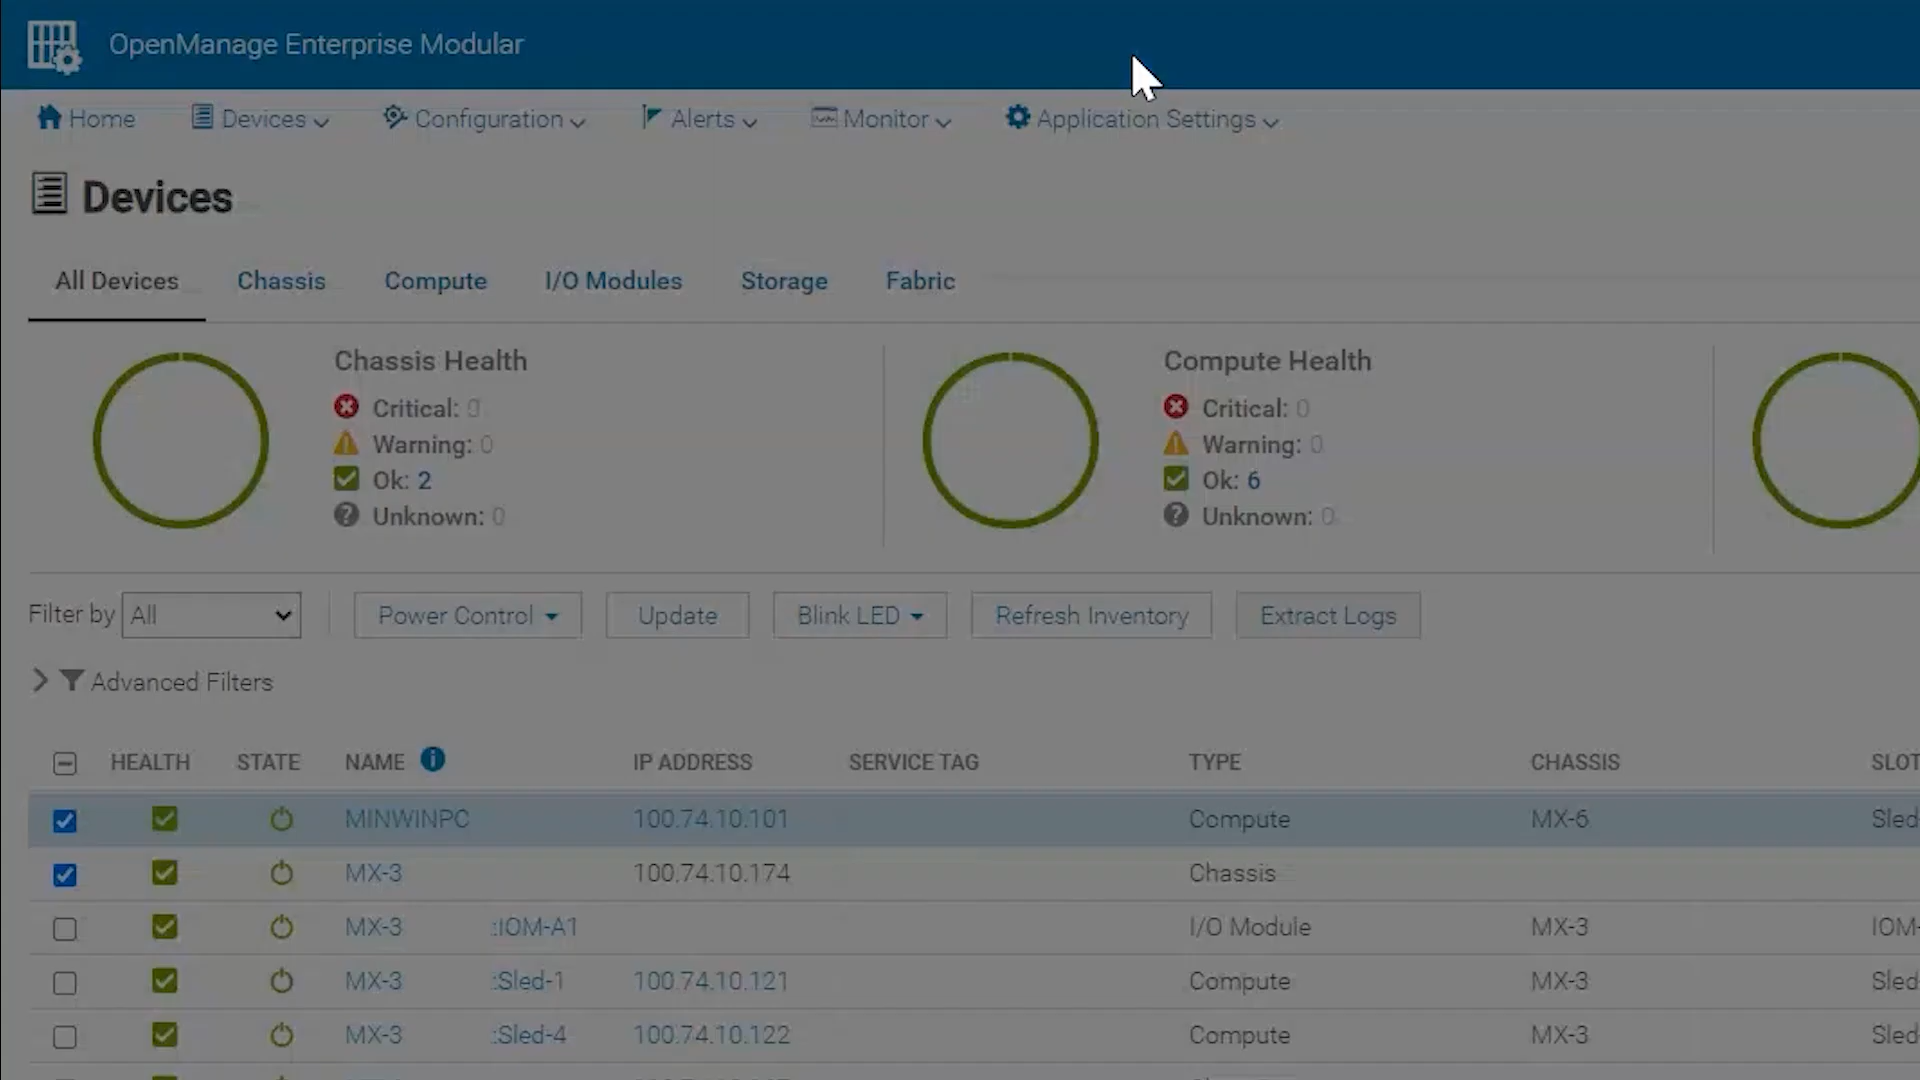 OpenManage Enterprise Modular
Home Devices Configuration Alerts Monitor Application Settings
Devices
All Devices Chassis Compute I/O Modules Storage Fabric
Chassis Health
Critical: 0
Warning: 0
Ok: 2
Unknown: 0
Compute Health
Critical: 0
Warning: 0
Ok: 6
Unknown: 0
Filter by All Power Control Update Blink LED Refresh Inventory Extract Logs
Advanced Filters
HEALTH STATE NAME IP ADDRESS SERVICE TAG TYPE CHASSIS SLOT
MINWINPC 100.74.10.101 Compute MX-6 Sled
MX-3 100.74.10.174 Chassis
MX-3 :IOM-A1 I/O Module MX-3 IOM-
MX-3 :Sled-1 100.74.10.121 Compute MX-3 Sled
MX-3 :Sled-4 100.74.10.122 Compute MX-3 Sled